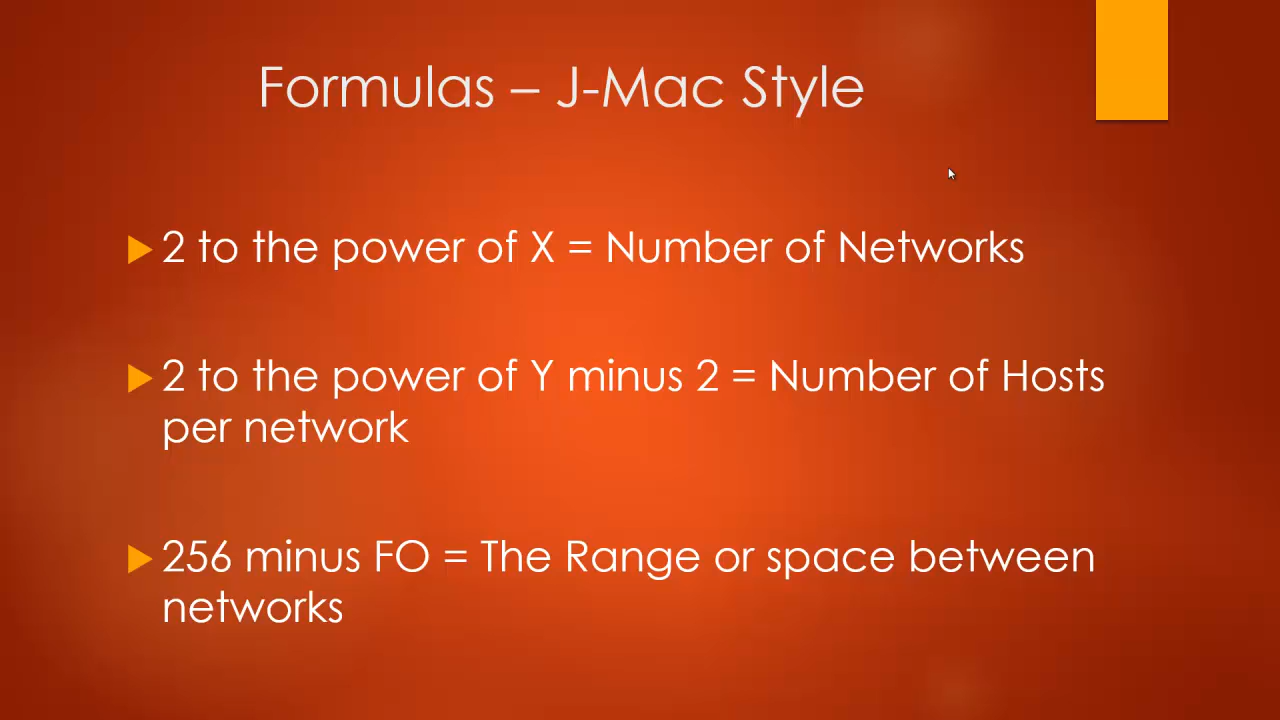 Formulas – J-Mac Style
2 to the power of X = Number of Networks
2 to the power of Y minus 2 = Number of Hosts
per network
256 minus FO = The Range or space between
networks